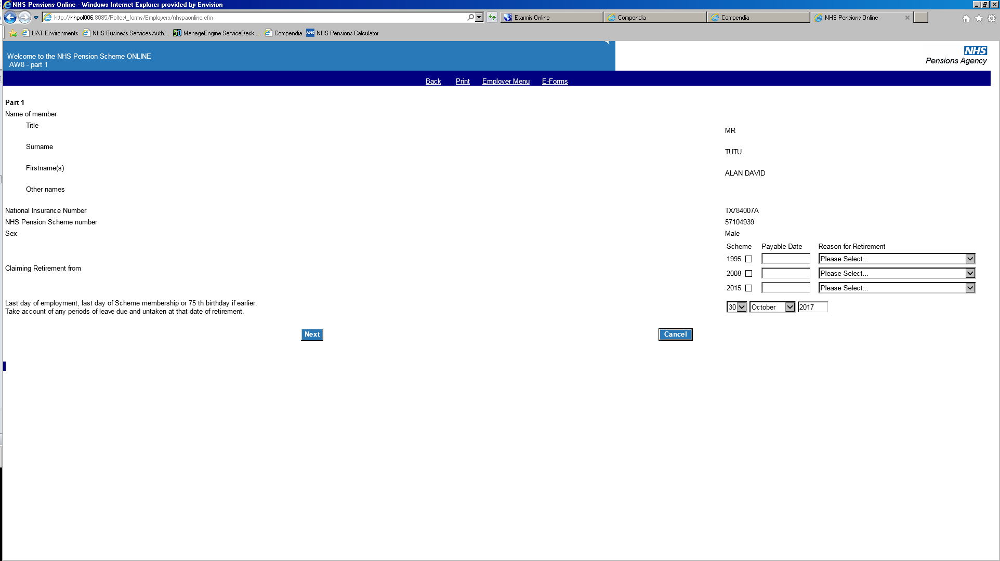 NHS Pensions Online - Windows Internet Explorer provided by Envision
http://hhpol006:8085/Poltest_forms/Employers/nhspaonline.cfm
Etarmis Online
Compendia
Compendia
NHS Pensions Online
UAT Environments
NHS Business Services Auth...
ManageEngine ServiceDesk...
Compendia
NHS
NHS Pensions Calculator
Welcome to the NHS Pension Scheme ONLINE
AW8 - part 1
NHS
Pensions Agency
Back Print Employer Menu E-Forms
Part 1
Name of member
Title
MR
Surname
TUTU
Firstname(s)
ALAN DAVID
Other names
National Insurance Number
TX784007A
NHS Pension Scheme number
57104939
Sex
Male
Scheme Payable Date Reason for Retirement
1995 Please Select...
Claiming Retirement from
2008 Please Select...
2015 Please Select...
Last day of employment, last day of Scheme membership or 75 th birthday if earlier.
Take account of any periods of leave due and untaken at that date of retirement.
30 October 2017
Next
Cancel